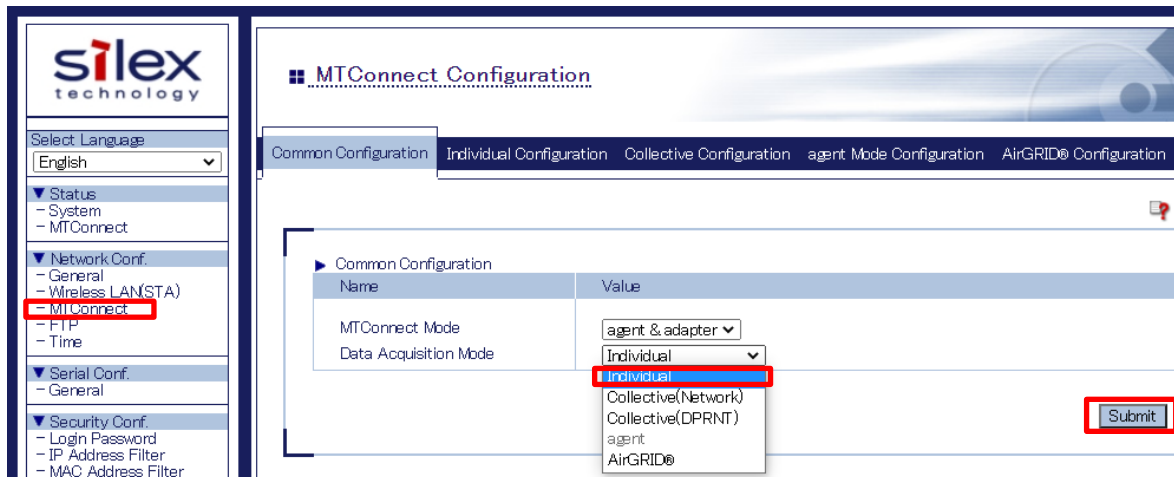 silex
technology
Select Language
English
▼ Status
- System
- MTConnect
▼ Network Conf.
- General
- Wireless LAN(STA)
- MTConnect
- FTP
- Time
▼ Serial Conf.
- General
▼ Security Conf.
- Login Password
- IP Address Filter
- MAC Address Filter
MTConnect Configuration
Common Configuration Individual Configuration Collective Configuration agent Mode Configuration AirGRID® Configuration
Common Configuration
Name Value
MTConnect Mode agent & adapter
Data Acquisition Mode Individual
Individual
Collective(Network)
Collective(DPRNT)
agent
AirGRID®
Submit